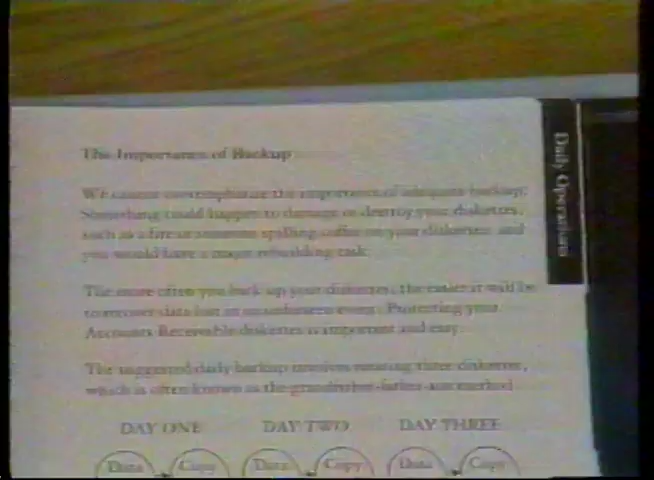 The Importance of Backup
We cannot overemphasize the importance of adequate backup.
Something could happen to damage or destroy your diskettes,
such as a fire or someone spilling coffee on your diskettes and
you would have a major rebuilding task.
The more often you back up your diskettes, the easier it will be
to recover data lost in an unforeseen event. Protecting your
Accounts Receivable diskettes is important and easy.
The suggested daily backup involves rotating three diskettes,
which is often known as the grandfather-father-son method.
DAY ONE DAY TWO DAY THREE
Data Copy Data Copy Data Copy
Daily Operations